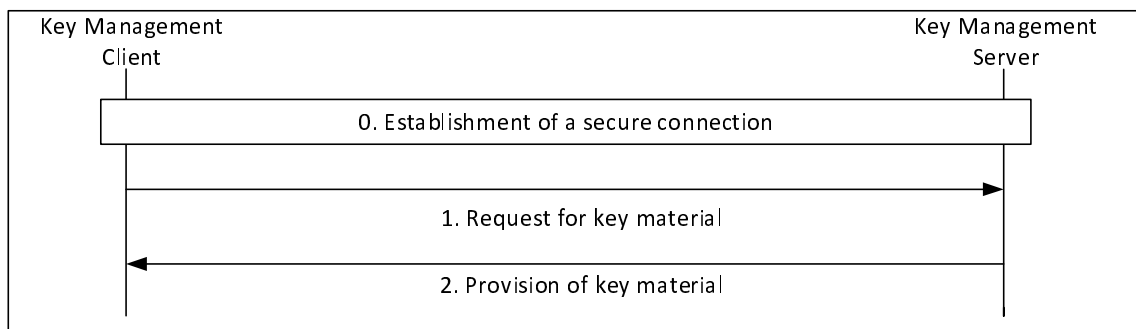 Key Management
Client
Key Management
Server
0. Establishment of a secure connection
1. Request for key material
2. Provision of key material